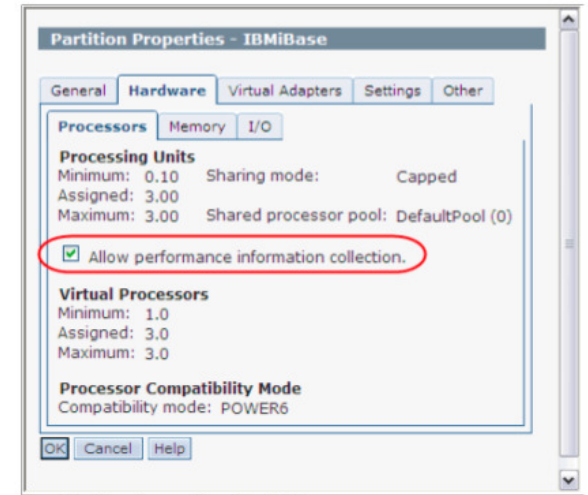 Partition Properties - IBMiBase
General Hardware Virtual Adapters Settings Other
Processors Memory I/O
Processing Units
Minimum: 0.10 Sharing mode: Capped
Assigned: 3.00
Maximum: 3.00 Shared processor pool: DefaultPool (0)
Allow performance information collection.
Virtual Processors
Minimum: 1.0
Assigned: 3.0
Maximum: 3.0
Processor Compatibility Mode
Compatibility mode: POWER6
OK Cancel Help